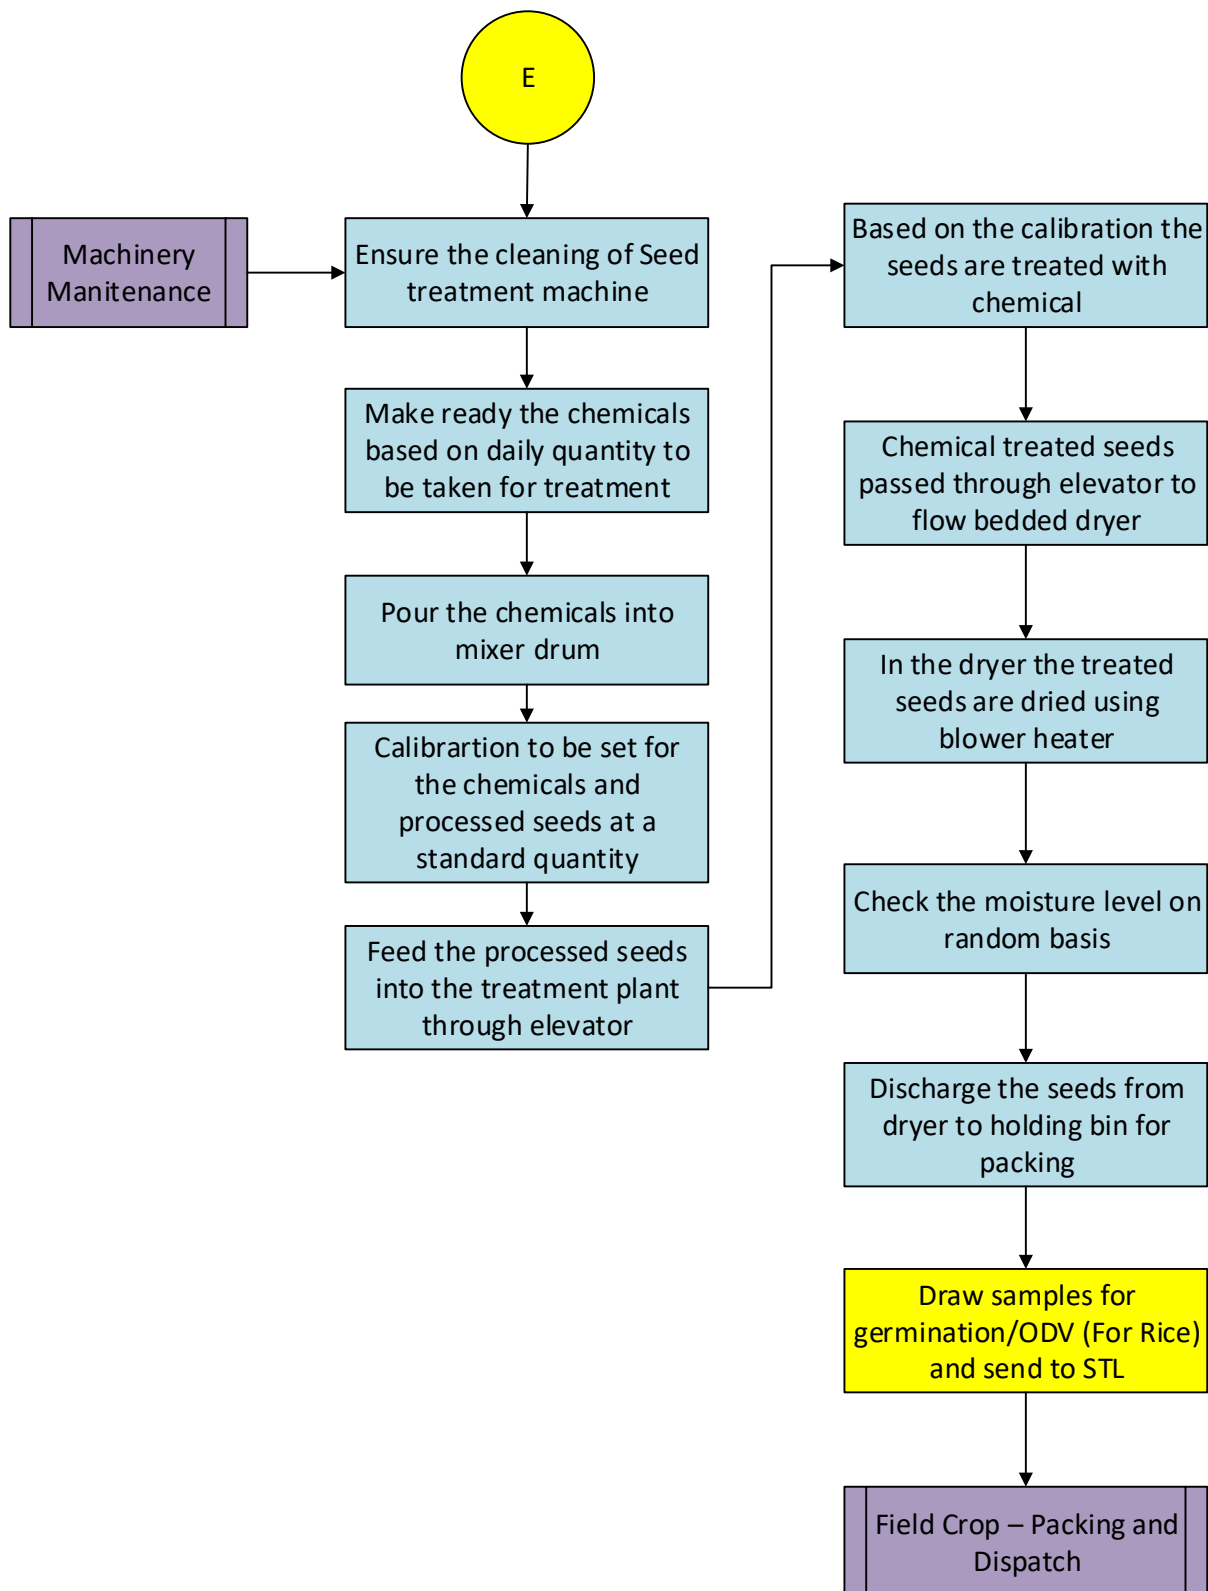 E
Machinery
Manitenance
Ensure the cleaning of Seed
treatment machine
Make ready the chemicals
based on daily quantity to
be taken for treatment
Pour the chemicals into
mixer drum
Calibrartion to be set for
the chemicals and
processed seeds at a
standard quantity
Feed the processed seeds
into the treatment plant
through elevator
Based on the calibration the
seeds are treated with
chemical
Chemical treated seeds
passed through elevator to
flow bedded dryer
In the dryer the treated
seeds are dried using
blower heater
Check the moisture level on
random basis
Discharge the seeds from
dryer to holding bin for
packing
Draw samples for
germination/ODV (For Rice)
and send to STL
Field Crop – Packing and
Dispatch